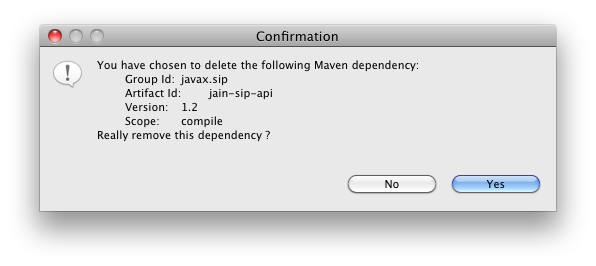 Confirmation
You have chosen to delete the following Maven dependency:
Group Id: javax.sip
Artifact Id: jain-sip-api
Version: 1.2
Scope: compile
Really remove this dependency ?
No Yes